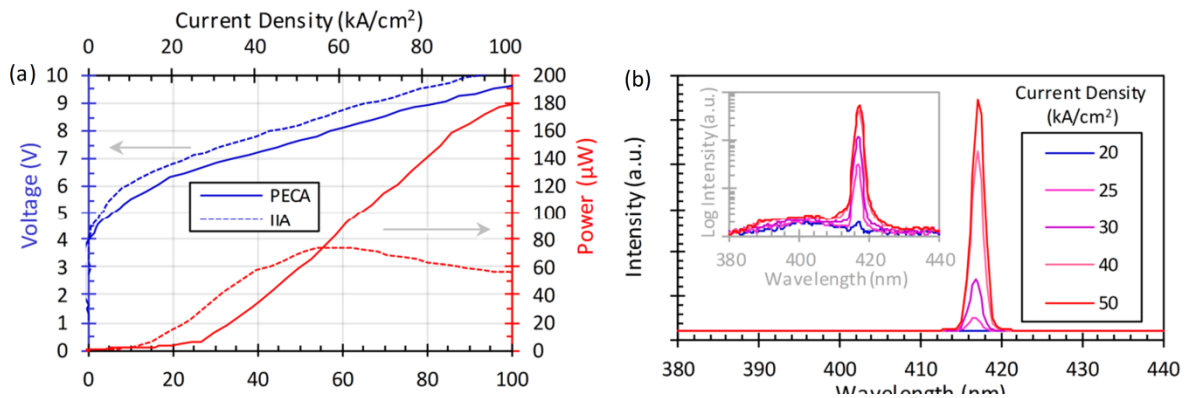 Current Density (kA/cm²)
0 20 40 60 80 100
(a)
Voltage (V)
10
9
8
7
6
5
4
3
2
1
0
PECA
IIA
200
180
160
140
120
100
80
60
40
20
0
Power (µW)
0 20 40 60 80 100
(b)
Intensity (a.u.)
Log Intensity (a.u.)
380 400 420 440
Wavelength (nm)
Current Density
(kA/cm²)
20
25
30
40
50
380 390 400 410 420 430 440
Wavelength (nm)